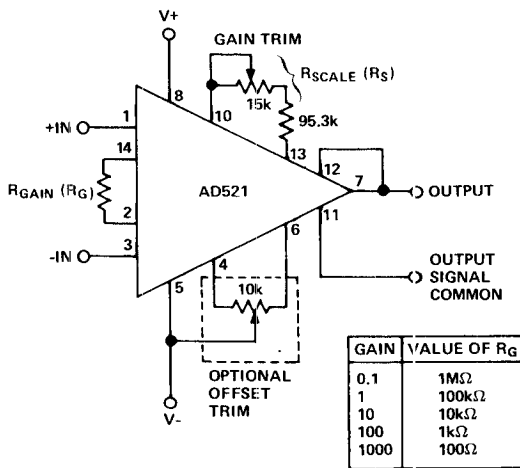 V+
GAIN TRIM
RSCALE (RS)
15k
95.3k
8
10
13
+IN
1
14
12
7
OUTPUT
RGAIN (RG)
AD521
2
11
6
-IN
3
4
5
10k
OUTPUT
SIGNAL
COMMON
OPTIONAL
OFFSET
TRIM
V-
GAIN VALUE OF RG
0.1 1MΩ
1 100kΩ
10 10kΩ
100 1kΩ
1000 100Ω